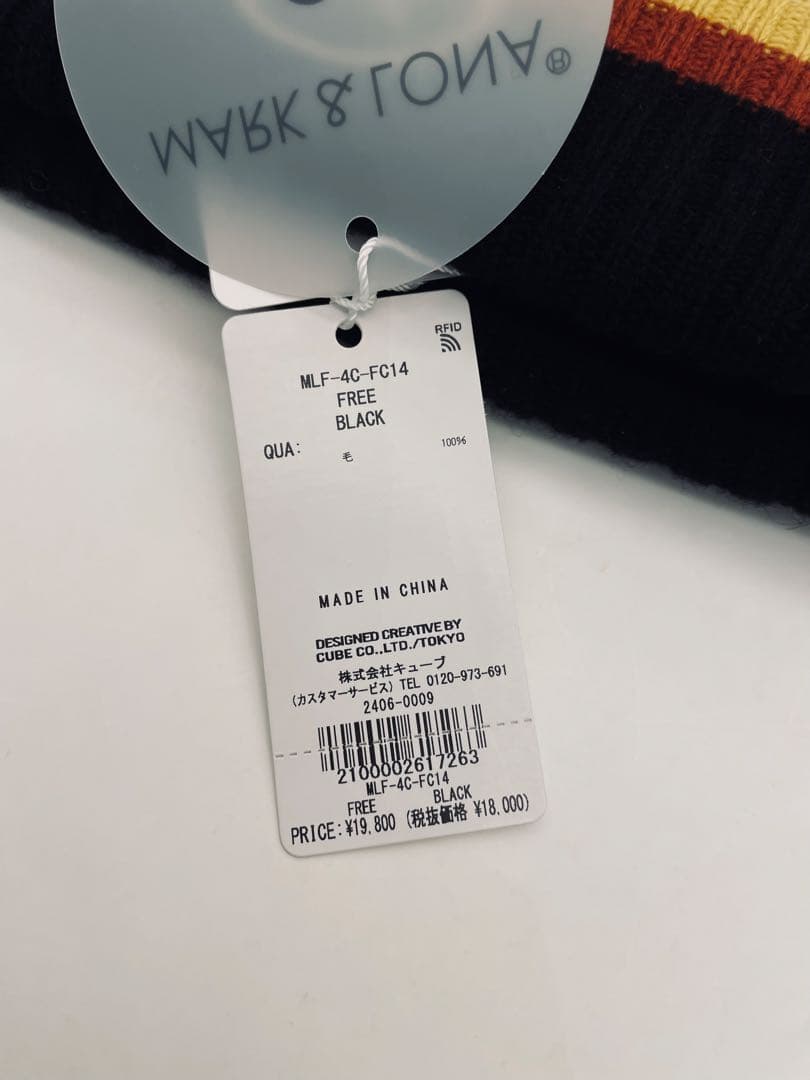 MARK & LONA®
RFID
MLF-4C-FC14
FREE
BLACK
QUA: 毛 100%
MADE IN CHINA
DESIGNED CREATIVE BY
CUBE CO.,LTD./TOKYO
株式会社キューブ
(カスタマーサービス) TEL 0120-973-691
2406-0009
2100002617263
MLF-4C-FC14
FREE BLACK
PRICE:¥19,800 (税抜価格 ¥18,000)